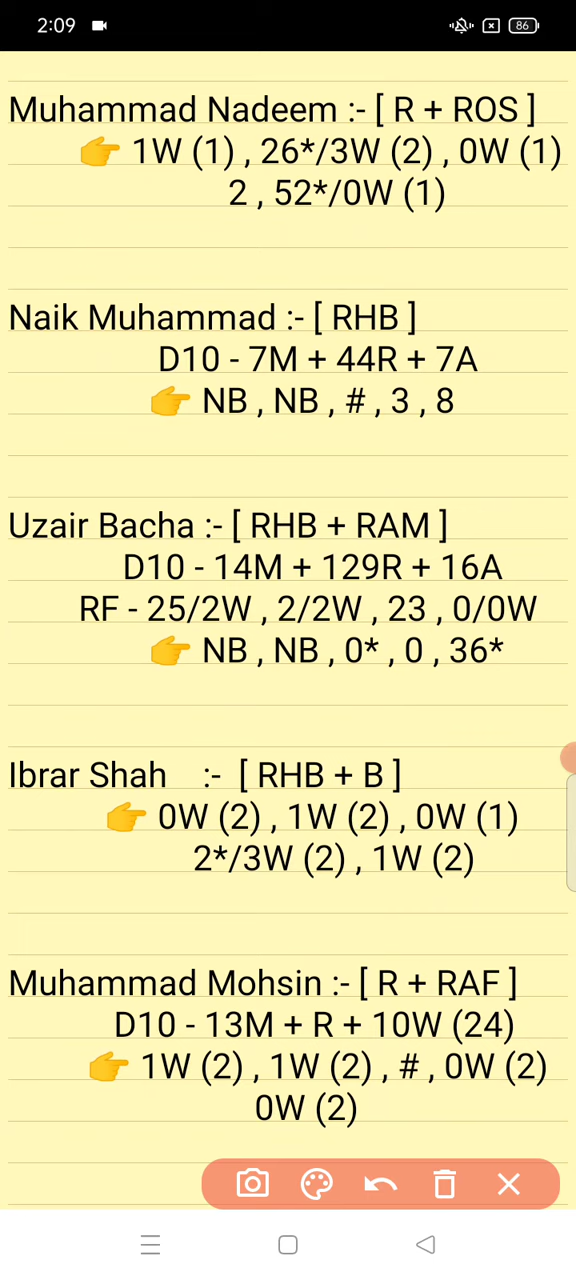 2:09
86
Muhammad Nadeem :- [ R + ROS ]
👉 1W (1) , 26*/3W (2) , 0W (1)
2 , 52*/0W (1)
Naik Muhammad :- [ RHB ]
D10 - 7M + 44R + 7A
👉 NB , NB , # , 3 , 8
Uzair Bacha :- [ RHB + RAM ]
D10 - 14M + 129R + 16A
RF - 25/2W , 2/2W , 23 , 0/0W
👉 NB , NB , 0* , 0 , 36*
Ibrar Shah :- [ RHB + B ]
👉 0W (2) , 1W (2) , 0W (1)
2*/3W (2) , 1W (2)
Muhammad Mohsin :- [ R + RAF ]
D10 - 13M + R + 10W (24)
👉 1W (2) , 1W (2) , # , 0W (2)
0W (2)